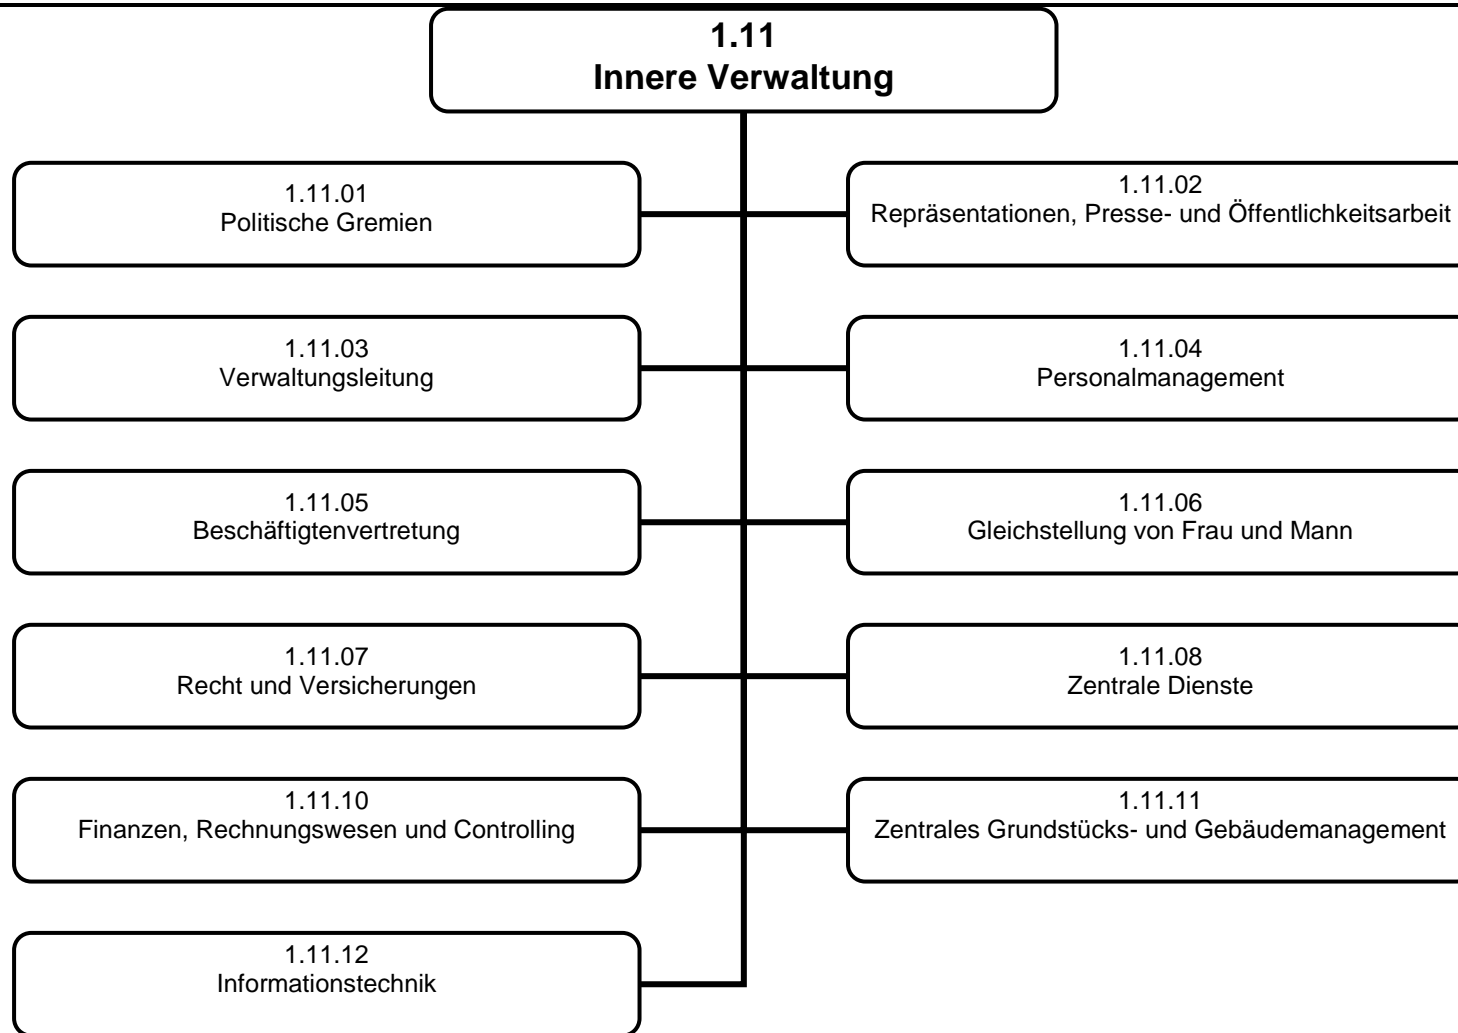 1.11
Innere Verwaltung
1.11.01
Politische Gremien
1.11.02
Repräsentationen, Presse- und Öffentlichkeitsarbeit
1.11.03
Verwaltungsleitung
1.11.04
Personalmanagement
1.11.05
Beschäftigtenvertretung
1.11.06
Gleichstellung von Frau und Mann
1.11.07
Recht und Versicherungen
1.11.08
Zentrale Dienste
1.11.10
Finanzen, Rechnungswesen und Controlling
1.11.11
Zentrales Grundstücks- und Gebäudemanagement
1.11.12
Informationstechnik